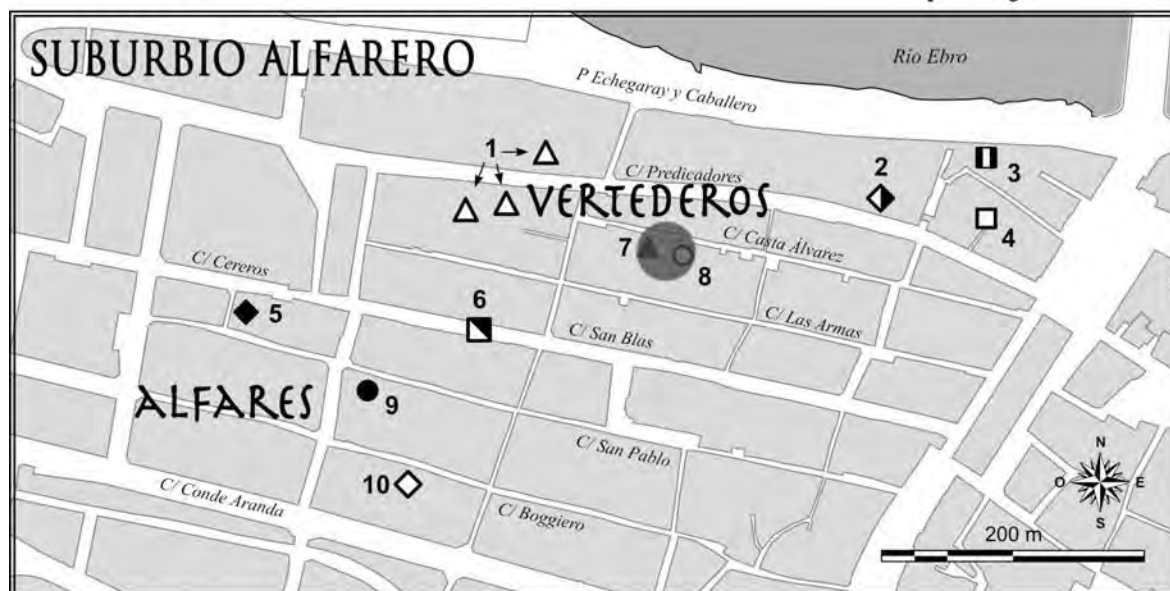 SUBURBIO ALFARERO
Río Ebro
P Echegaray y Caballero
1
C/ Predicadores
2
3
VERTEDEROS
4
C/ Casta Álvarez
7
8
C/ Cereros
5
6
C/ San Blas
C/ Las Armas
ALFARES
9
C/ San Pablo
10
C/ Conde Aranda
C/ Boggiero
N
O
E
S
200 m